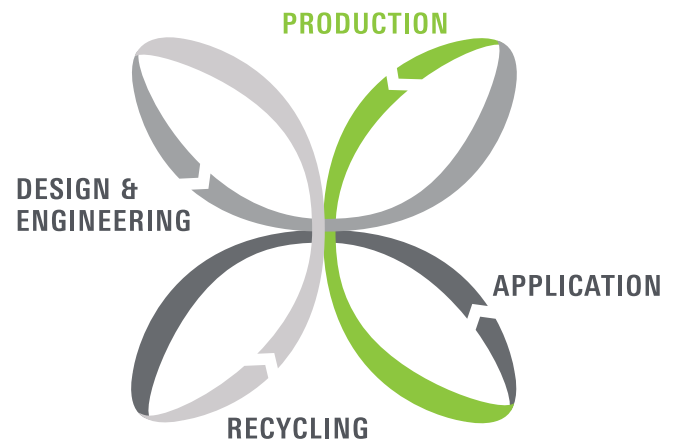 PRODUCTION
DESIGN &
ENGINEERING
APPLICATION
RECYCLING